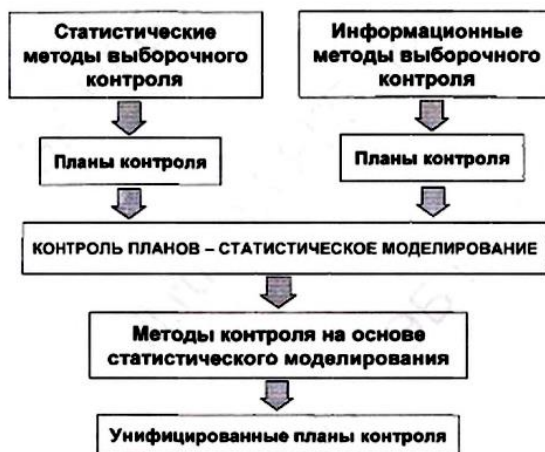 Статистические
методы выборочного
контроля
Информационные
методы выборочного
контроля
Планы контроля
Планы контроля
КОНТРОЛЬ ПЛАНОВ – СТАТИСТИЧЕСКОЕ МОДЕЛИРОВАНИЕ
Методы контроля на основе
статистического моделирования
Унифицированные планы контроля